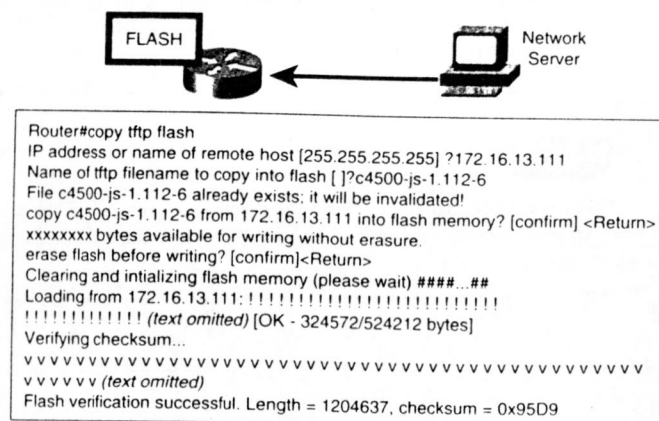 FLASH
Network
Server
Router#copy tftp flash
IP address or name of remote host [255.255.255.255] ?172.16.13.111
Name of tftp filename to copy into flash [ ]?c4500-js-1.112-6
File c4500-js-1.112-6 already exists; it will be invalidated!
copy c4500-js-1.112-6 from 172.16.13.111 into flash memory? [confirm] <Return>
xxxxxxxx bytes available for writing without erasure.
erase flash before writing? [confirm]<Return>
Clearing and intializing flash memory (please wait) ####...##
Loading from 172.16.13.111: ! ! ! ! ! ! ! ! ! ! ! ! ! ! ! ! ! ! ! ! ! ! ! ! ! !
! ! ! ! ! ! ! ! ! ! ! ! ! (text omitted) [OK - 324572/524212 bytes]
Verifying checksum...
v v v v v v v v v v v v v v v v v v v v v v v v v v v v v v v v v v v v v v v v v v v v v v
v v v v v v (text omitted)
Flash verification successful. Length = 1204637, checksum = 0x95D9